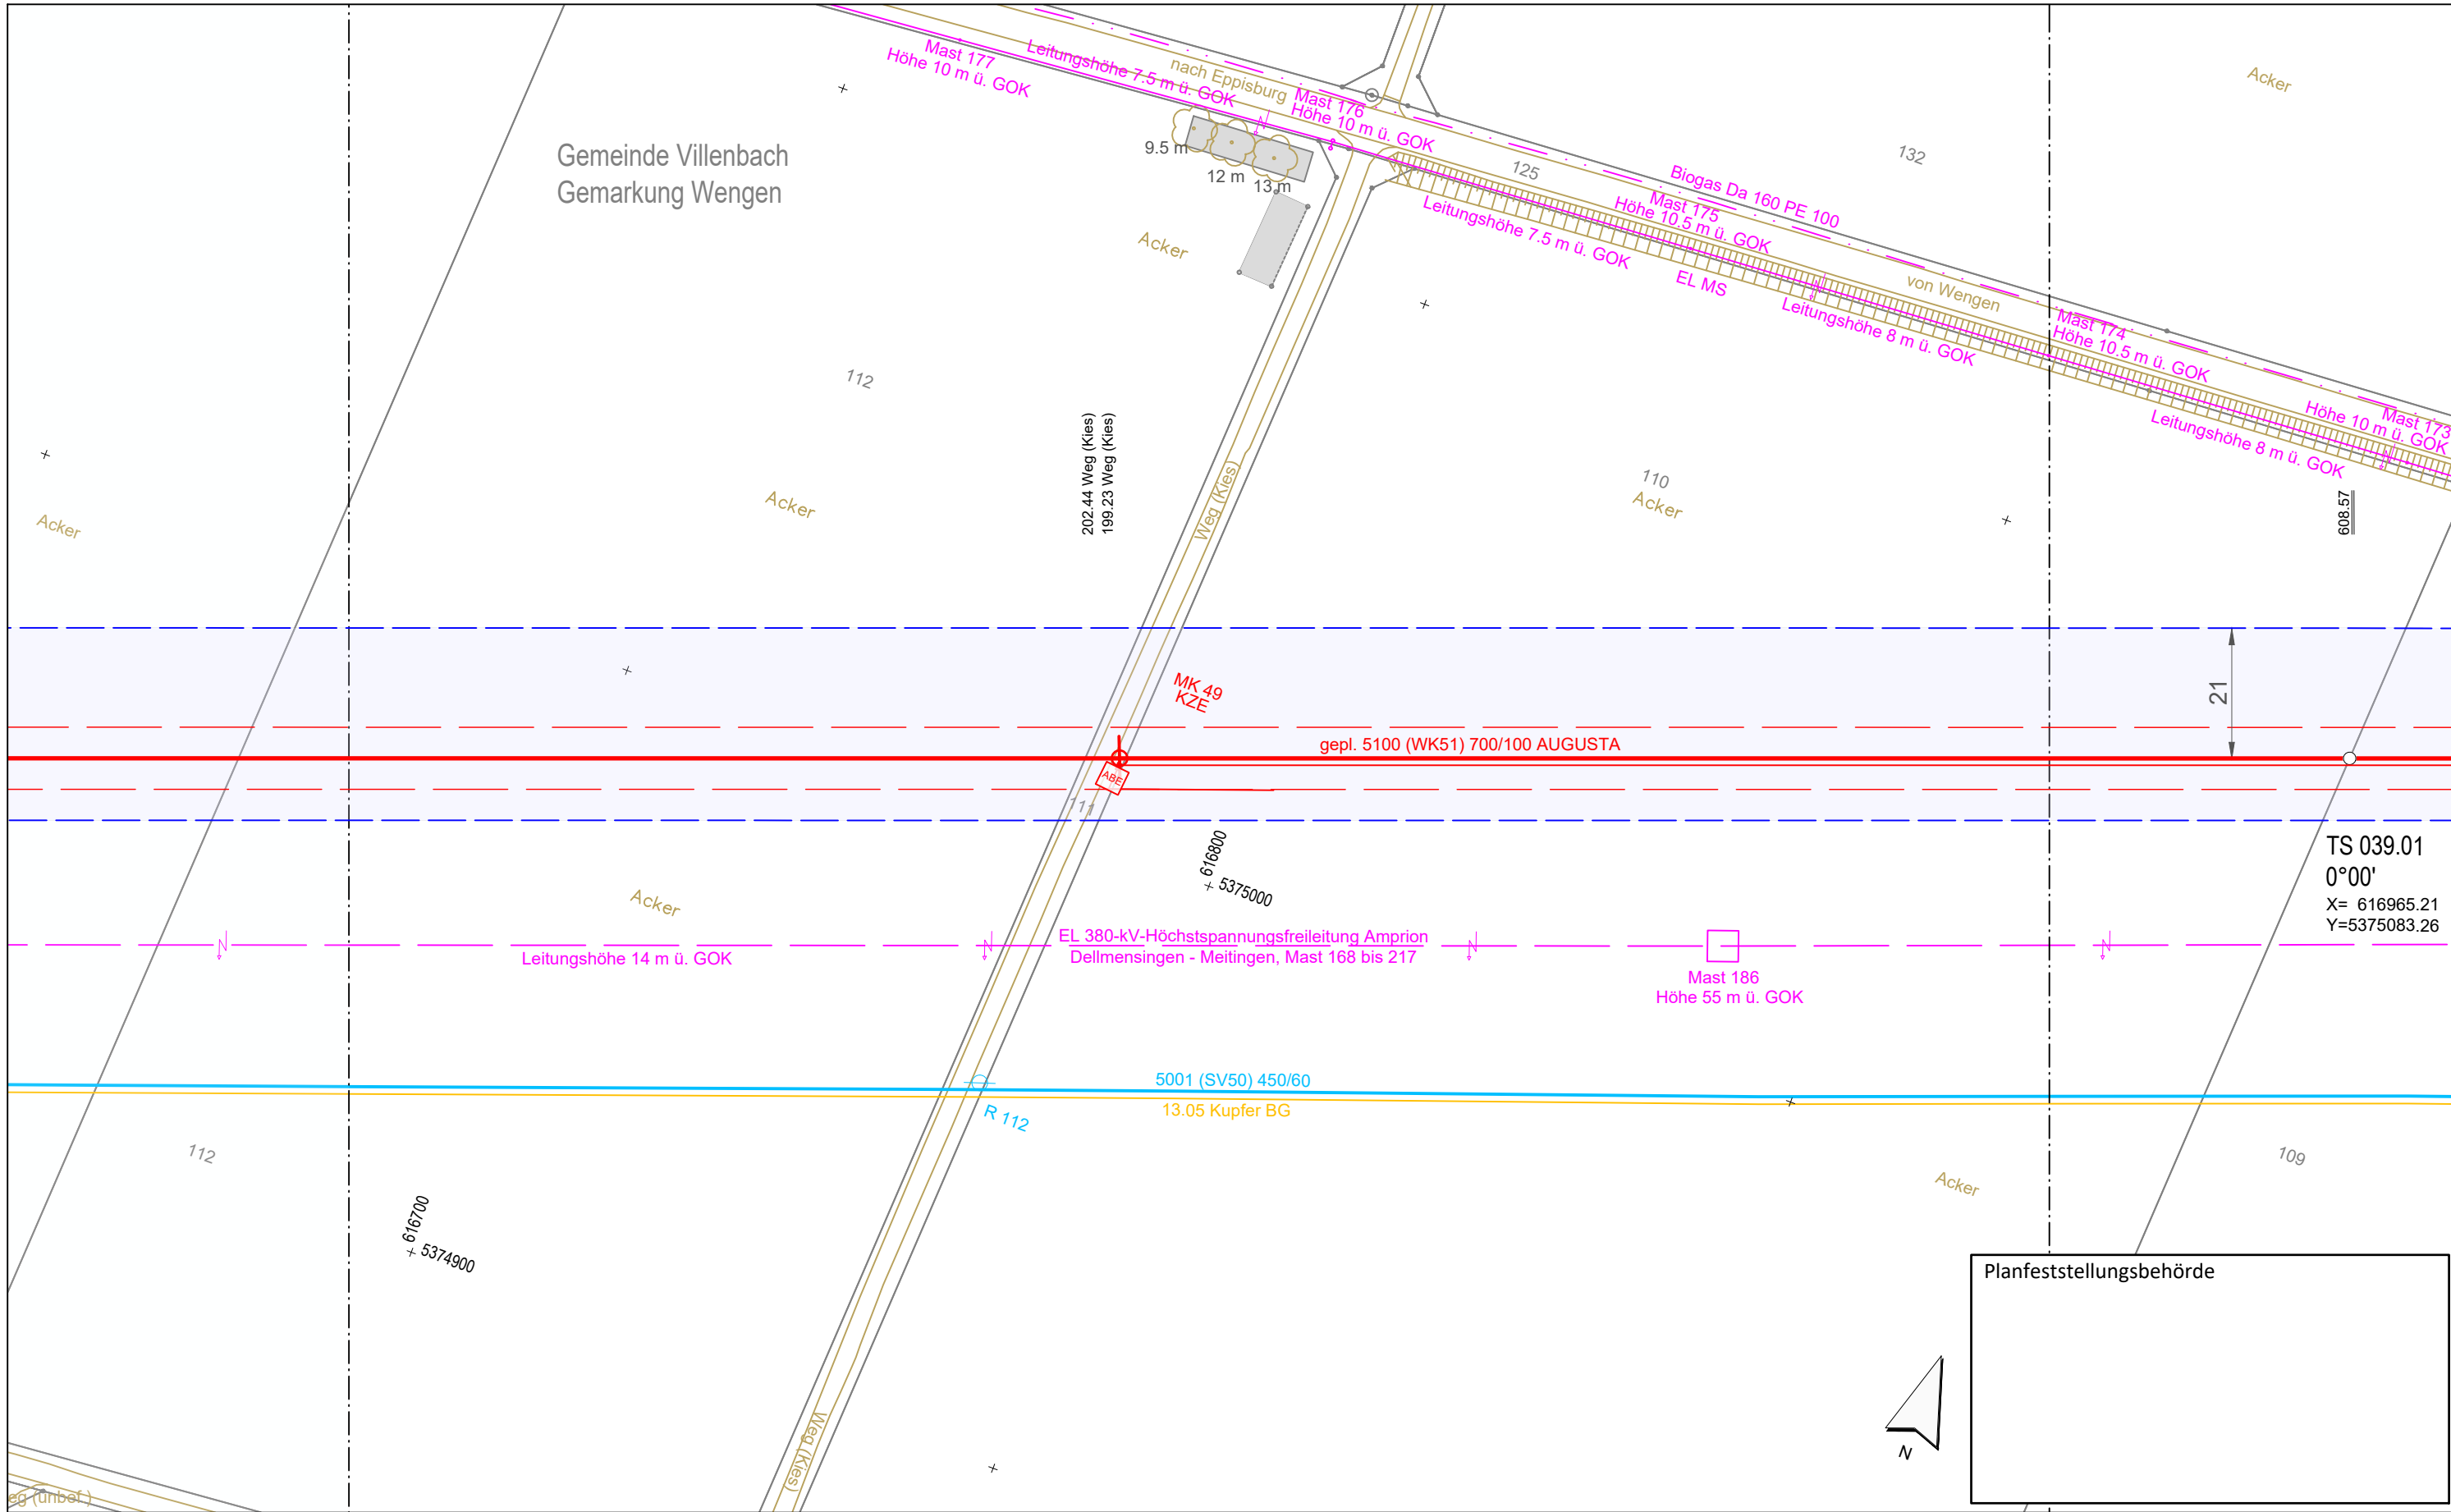 Mast 177
Höhe 10 m ü. GOK
Leitungshöhe 7.5 m ü. GOK
nach Eppisburg
Mast 176
Höhe 10 m ü. GOK
Acker
132
125
Biogas Da 160 PE 100
Mast 175
Höhe 10.5 m ü. GOK
Leitungshöhe 7.5 m ü. GOK
EL MS
von Wengen
Leitungshöhe 8 m ü. GOK
Mast 174
Höhe 10.5 m ü. GOK
Mast 173
Höhe 10 m ü. GOK
Leitungshöhe 8 m ü. GOK
Gemeinde Villenbach
Gemarkung Wengen
9.5 m
12 m
13 m
Acker
112
202.44 Weg (Kies)
199.23 Weg (Kies)
Weg (Kies)
110
Acker
608.57
Acker
Acker
MK 49
KZE
21
gepl. 5100 (WK51) 700/100 AUGUSTA
ABE
111
616800
5375000
TS 039.01
0°00'
X= 616965.21
Y=5375083.26
Acker
EL 380-kV-Höchstspannungsfreileitung Amprion
Dellmensingen - Meitingen, Mast 168 bis 217
Leitungshöhe 14 m ü. GOK
Mast 186
Höhe 55 m ü. GOK
5001 (SV50) 450/60
13.05 Kupfer BG
R 112
112
109
Acker
616700
5374900
Planfeststellungsbehörde
N
Weg (Kies)
eg (unbef.)